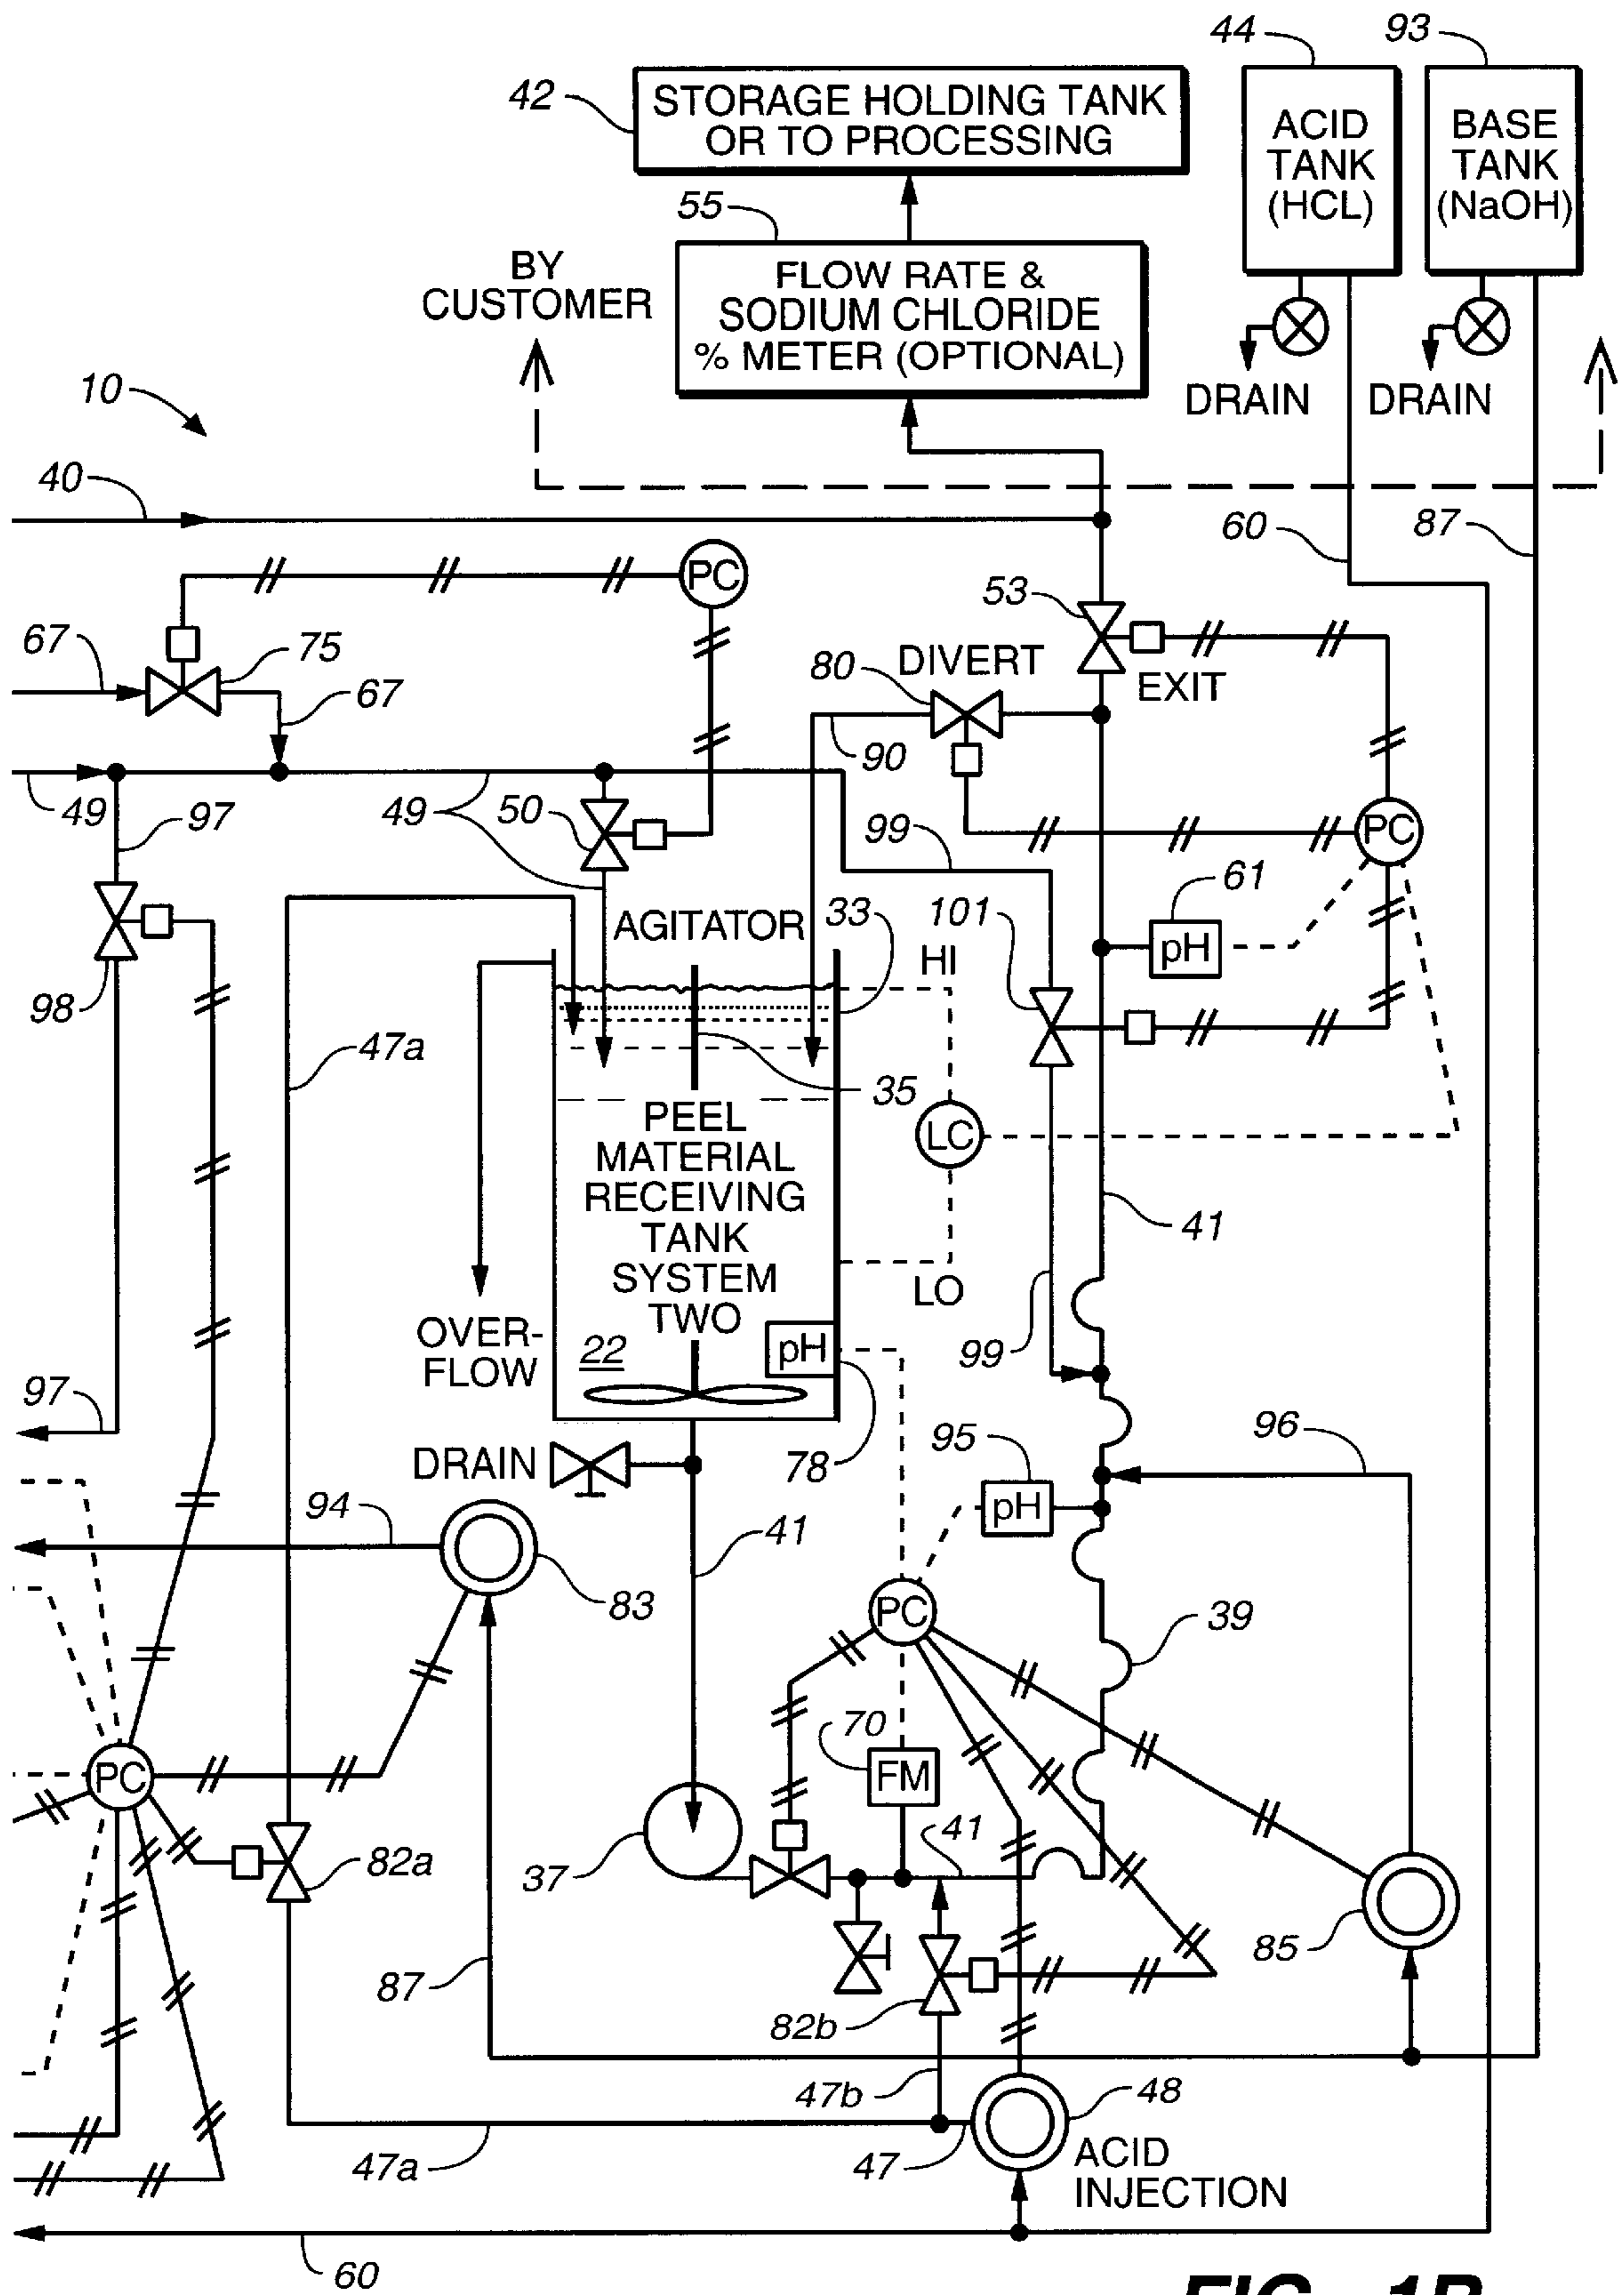 44
93
42
STORAGE HOLDING TANK
OR TO PROCESSING
ACID
TANK
(HCL)
BASE
TANK
(NaOH)
55
BY
CUSTOMER
FLOW RATE &
SODIUM CHLORIDE
% METER (OPTIONAL)
DRAIN
DRAIN
10
40
60
87
PC
53
67
75
80
DIVERT
EXIT
67
90
49
97
49
50
99
PC
61
AGITATOR
33
101
pH
HI
98
47a
35
LC
PEEL
MATERIAL
RECEIVING
TANK
SYSTEM
TWO
41
LO
OVER-
FLOW
22
pH
99
97
95
96
DRAIN
78
pH
94
41
83
PC
39
70
PC
FM
82a
37
41
85
87
82b
47b
48
47a
47
ACID
INJECTION
60
FIG. 1B